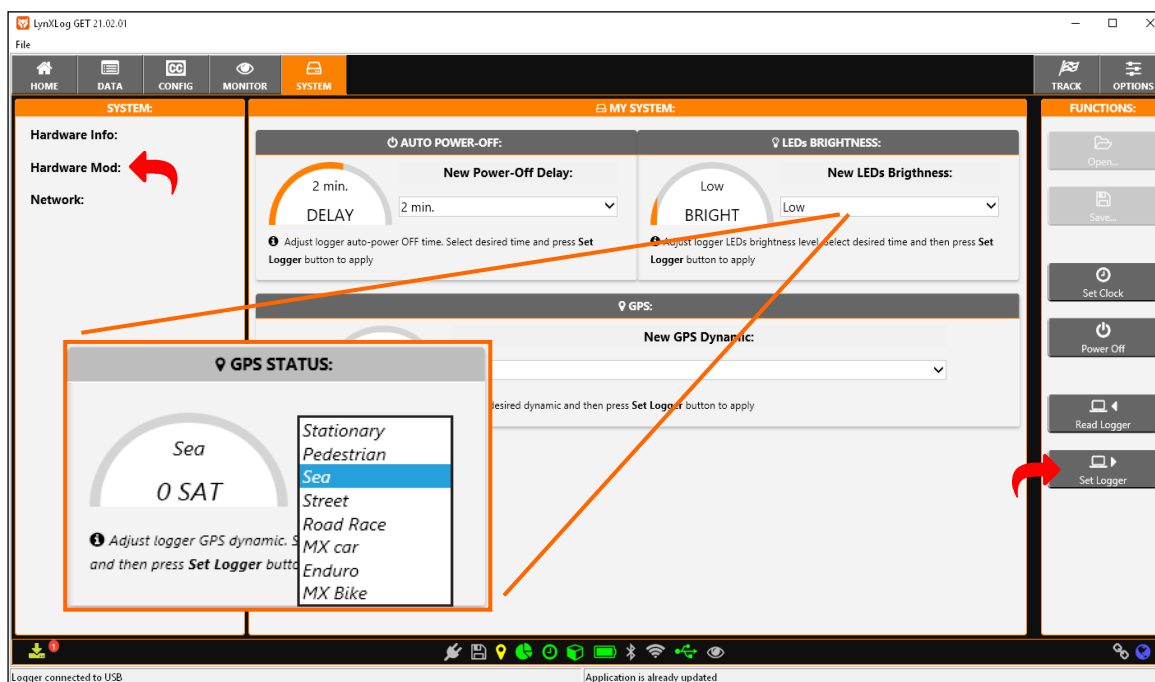 LynXLog GET 21.02.01
File
HOME
DATA
CONFIG
MONITOR
SYSTEM
TRACK
OPTIONS
SYSTEM:
Hardware Info:
Hardware Mod:
Network:
MY SYSTEM:
AUTO POWER-OFF:
2 min.
DELAY
New Power-Off Delay:
2 min.
Adjust logger auto-power OFF time. Select desired time and press Set
Logger button to apply
LEDs BRIGHTNESS:
Low
BRIGHT
New LEDs Brigthness:
Low
Adjust logger LEDs brightness level. Select desired time and then press Set
Logger button to apply
GPS:
New GPS Dynamic:
desired dynamic and then press Set Logger button to apply
GPS STATUS:
Sea
0 SAT
Stationary
Pedestrian
Sea
Street
Road Race
MX car
Enduro
MX Bike
Adjust logger GPS dynamic. S
and then press Set Logger butto
FUNCTIONS:
Open...
Save...
Set Clock
Power Off
Read Logger
Set Logger
1
Logger connected to USB
Application is already updated